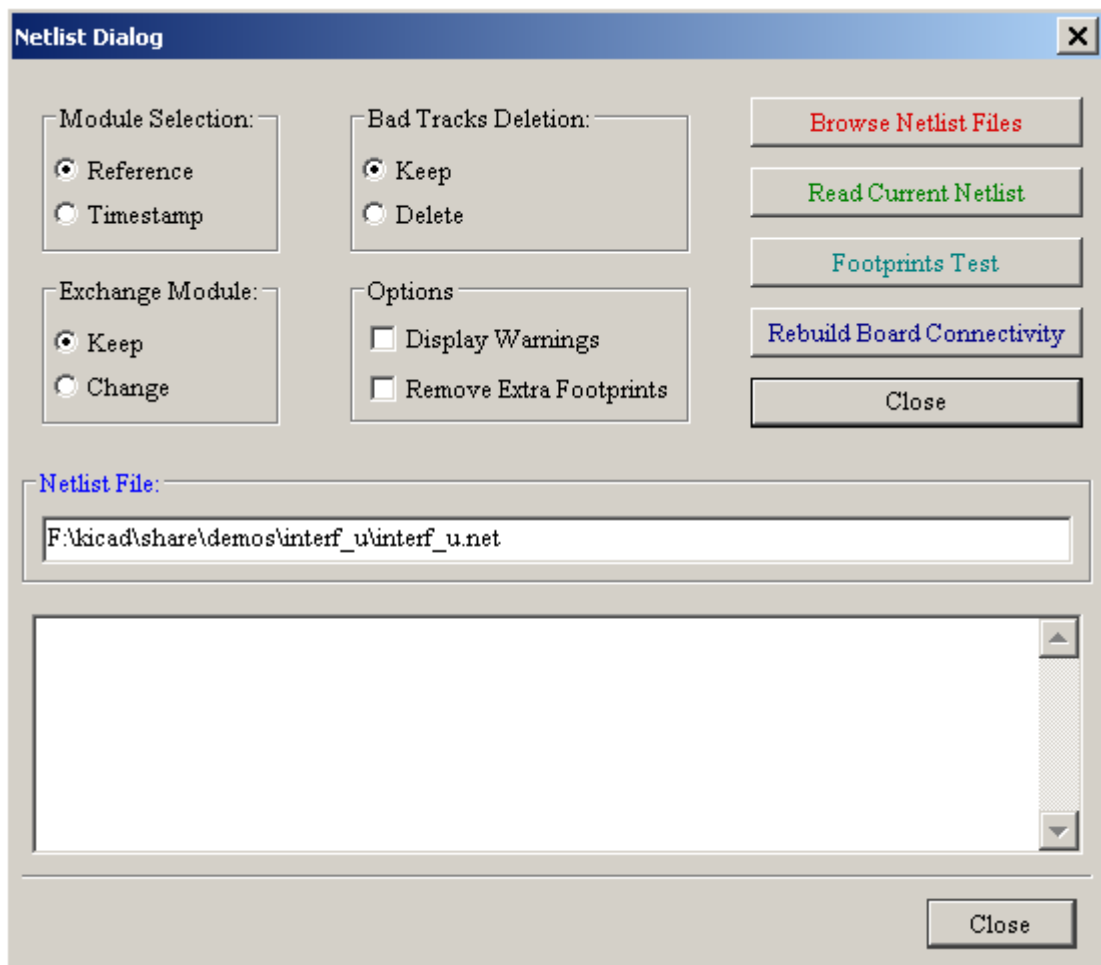 Netlist Dialog
Module Selection:
Reference
Timestamp
Bad Tracks Deletion:
Keep
Delete
Browse Netlist Files
Read Current Netlist
Footprints Test
Rebuild Board Connectivity
Close
Exchange Module:
Keep
Change
Options
Display Warnings
Remove Extra Footprints
Netlist File:
F:\kicad\share\demos\interf_u\interf_u.net
Close